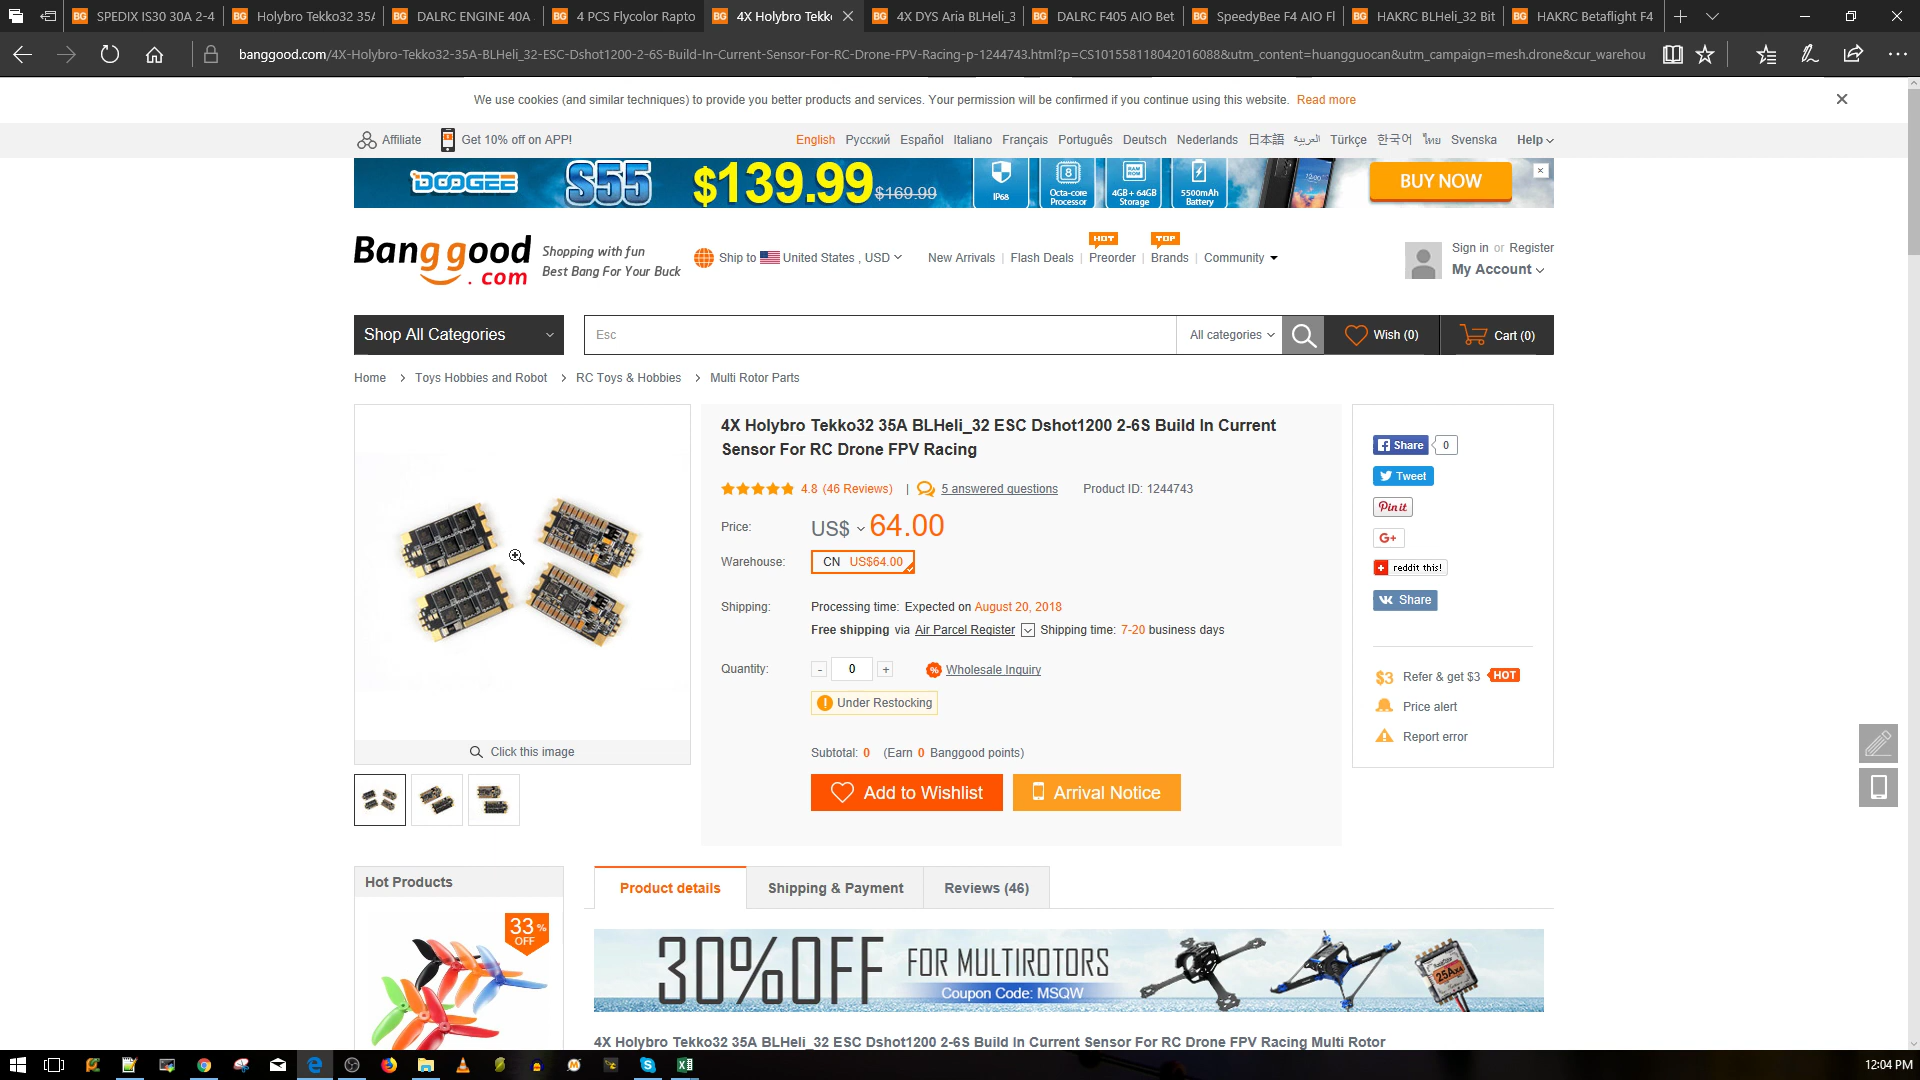 SPEDIX IS30 30A 2-4
Holybro Tekko32 35A
DALRC ENGINE 40A
4 PCS Flycolor Rapto
4X Holybro Tekk
4X DYS Aria BLHeli_3
DALRC F405 AIO Bet
SpeedyBee F4 AIO Fl
HAKRC BLHeli_32 Bit
HAKRC Betaflight F4
banggood.com/4X-Holybro-Tekko32-35A-BLHeli_32-ESC-Dshot1200-2-6S-Build-In-Current-Sensor-For-RC-Drone-FPV-Racing-p-1244743.html?p=CS101558118042016088&utm_content=huangguocan&utm_campaign=mesh.drone&cur_warehou
We use cookies (and similar techniques) to provide you better products and services. Your permission will be confirmed if you continue using this website. Read more
Affiliate Get 10% off on APP!
English Русский Español Italiano Français Português Deutsch Nederlands 日本語 العربية Türkçe 한국어 ไทย Svenska Help
DOOGEE S55 $139.99 $169.99
IP68
8
Octa-core
Processor
4GB + 64GB
Storage
5500mAh
Battery
BUY NOW
Banggood
.com
Shopping with fun
Best Bang For Your Buck
Ship to United States , USD
HOT
TOP
New Arrivals | Flash Deals | Preorder | Brands | Community
Sign in or Register
My Account
Shop All Categories
Esc
All categories
Wish (0)
Cart (0)
Home > Toys Hobbies and Robot > RC Toys & Hobbies > Multi Rotor Parts
4X Holybro Tekko32 35A BLHeli_32 ESC Dshot1200 2-6S Build In Current
Sensor For RC Drone FPV Racing
4.8 (46 Reviews) | 5 answered questions Product ID: 1244743
Price: US$ 64.00
Warehouse: CN US$64.00
Shipping: Processing time: Expected on August 20, 2018
Free shipping via Air Parcel Register Shipping time: 7-20 business days
Quantity: - 0 + Wholesale Inquiry
! Under Restocking
Subtotal: 0 (Earn 0 Banggood points)
Add to Wishlist
Arrival Notice
Share 0
Tweet
Pin it
G+
reddit this!
Share
$3 Refer & get $3 HOT
Price alert
Report error
Click this image
Hot Products
33 %
OFF
Product details
Shipping & Payment
Reviews (46)
30%OFF FOR MULTIROTORS
Coupon Code: MSQW
25A
4X Holybro Tekko32 35A BLHeli_32 ESC Dshot1200 2-6S Build In Current Sensor For RC Drone FPV Racing Multi Rotor
12:04 PM